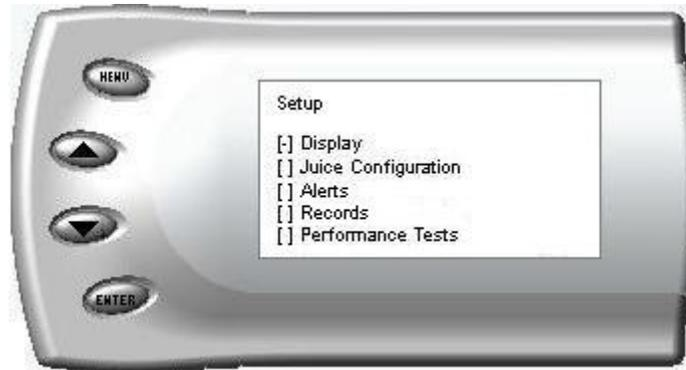 MENU
ENTER
Setup
[-] Display
[ ] Juice Configuration
[ ] Alerts
[ ] Records
[ ] Performance Tests